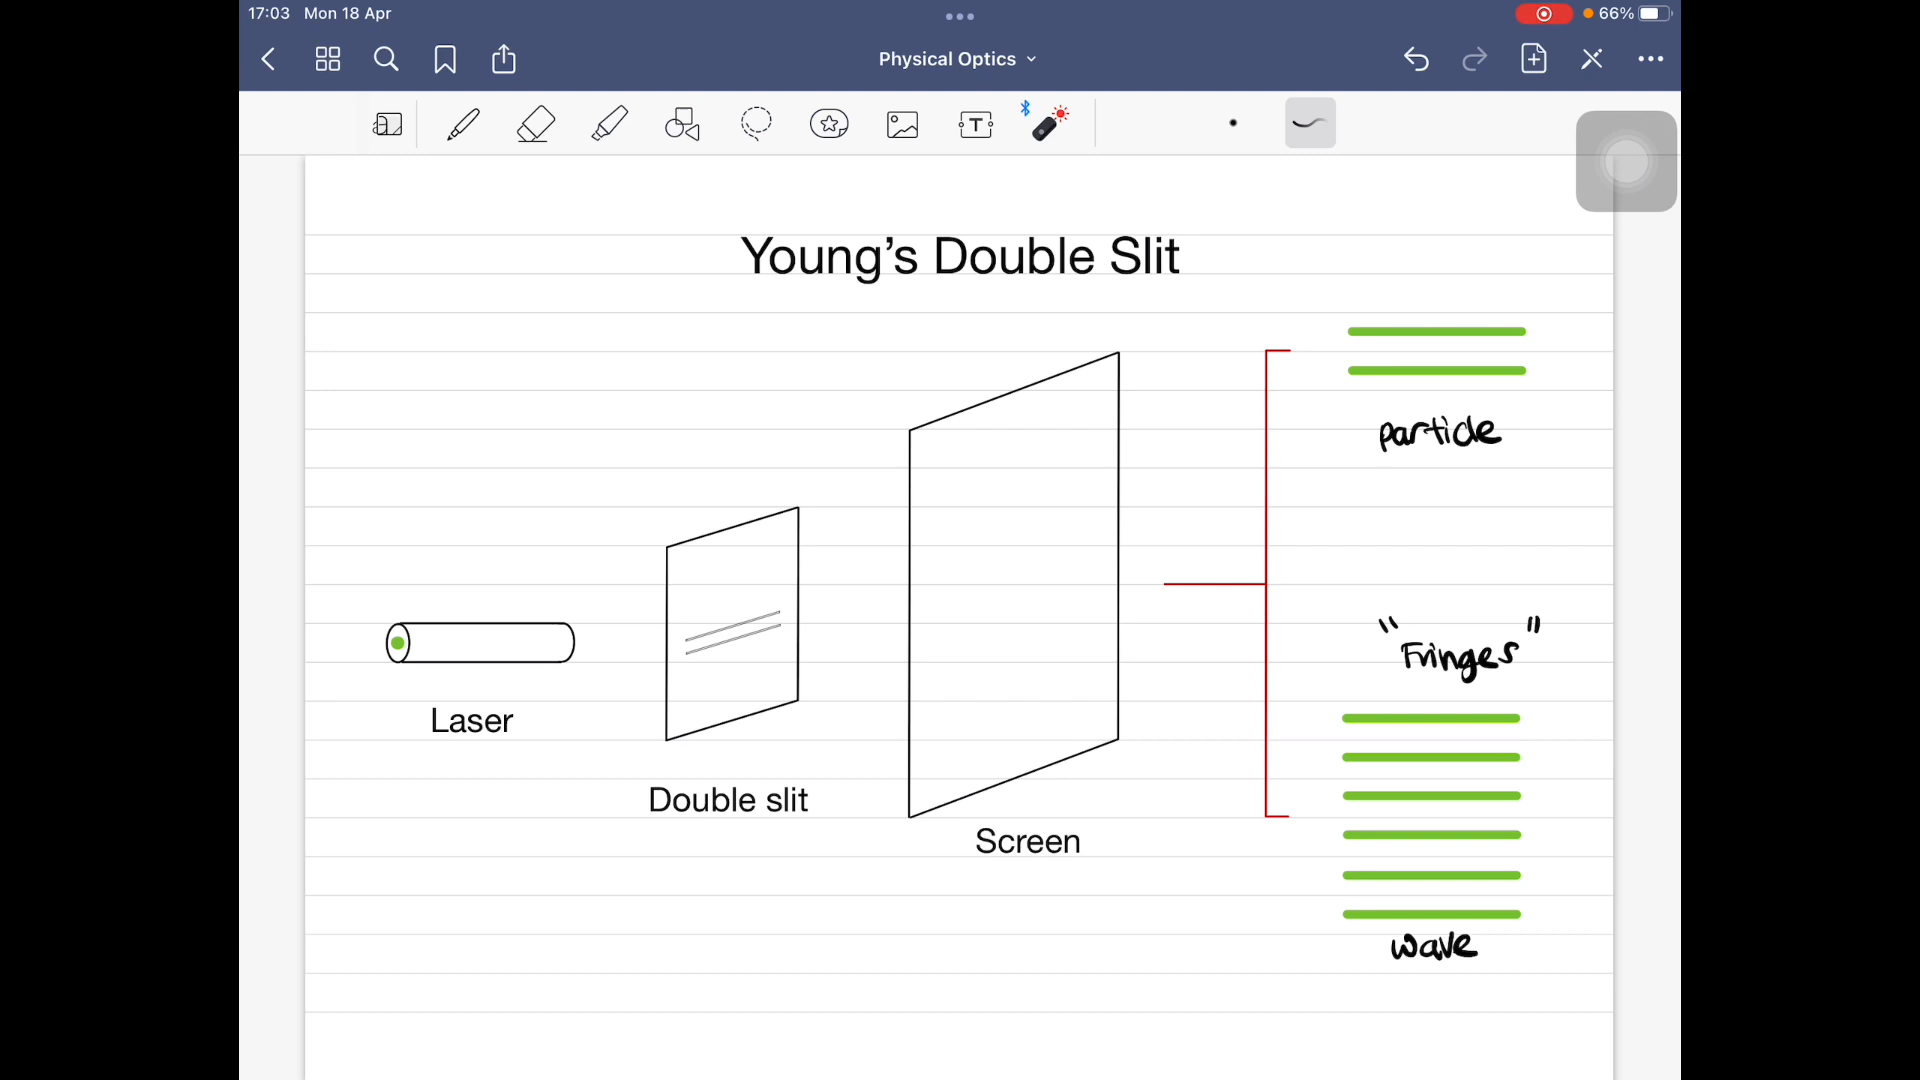 17:03 Mon 18 Apr
66%
Physical Optics
T
Young's Double Slit
particle
"Fringes"
Laser
Double slit
Screen
wave